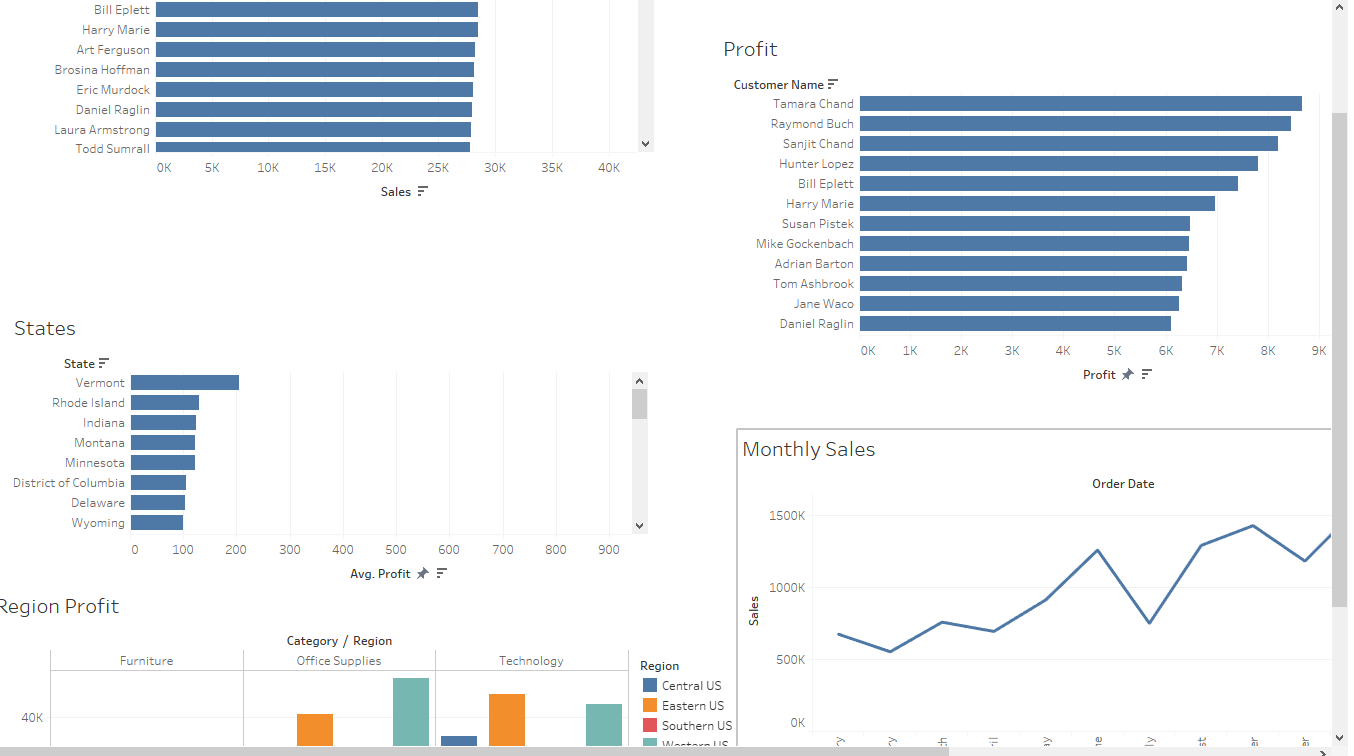 Bill Eplett
Harry Marie
Art Ferguson
Brosina Hoffman
Eric Murdock
Daniel Raglin
Laura Armstrong
Todd Sumrall
0K 5K 10K 15K 20K 25K 30K 35K 40K
Sales
Profit
Customer Name
Tamara Chand
Raymond Buch
Sanjit Chand
Hunter Lopez
Bill Eplett
Harry Marie
Susan Pistek
Mike Gockenbach
Adrian Barton
Tom Ashbrook
Jane Waco
Daniel Raglin
0K 1K 2K 3K 4K 5K 6K 7K 8K 9K
Profit
States
State
Vermont
Rhode Island
Indiana
Montana
Minnesota
District of Columbia
Delaware
Wyoming
0 100 200 300 400 500 600 700 800 900
Avg. Profit
Monthly Sales
Order Date
1500K
1000K
500K
0K
Sales
Region Profit
Category / Region
Furniture Office Supplies Technology
40K
Region
Central US
Eastern US
Southern US
Western US